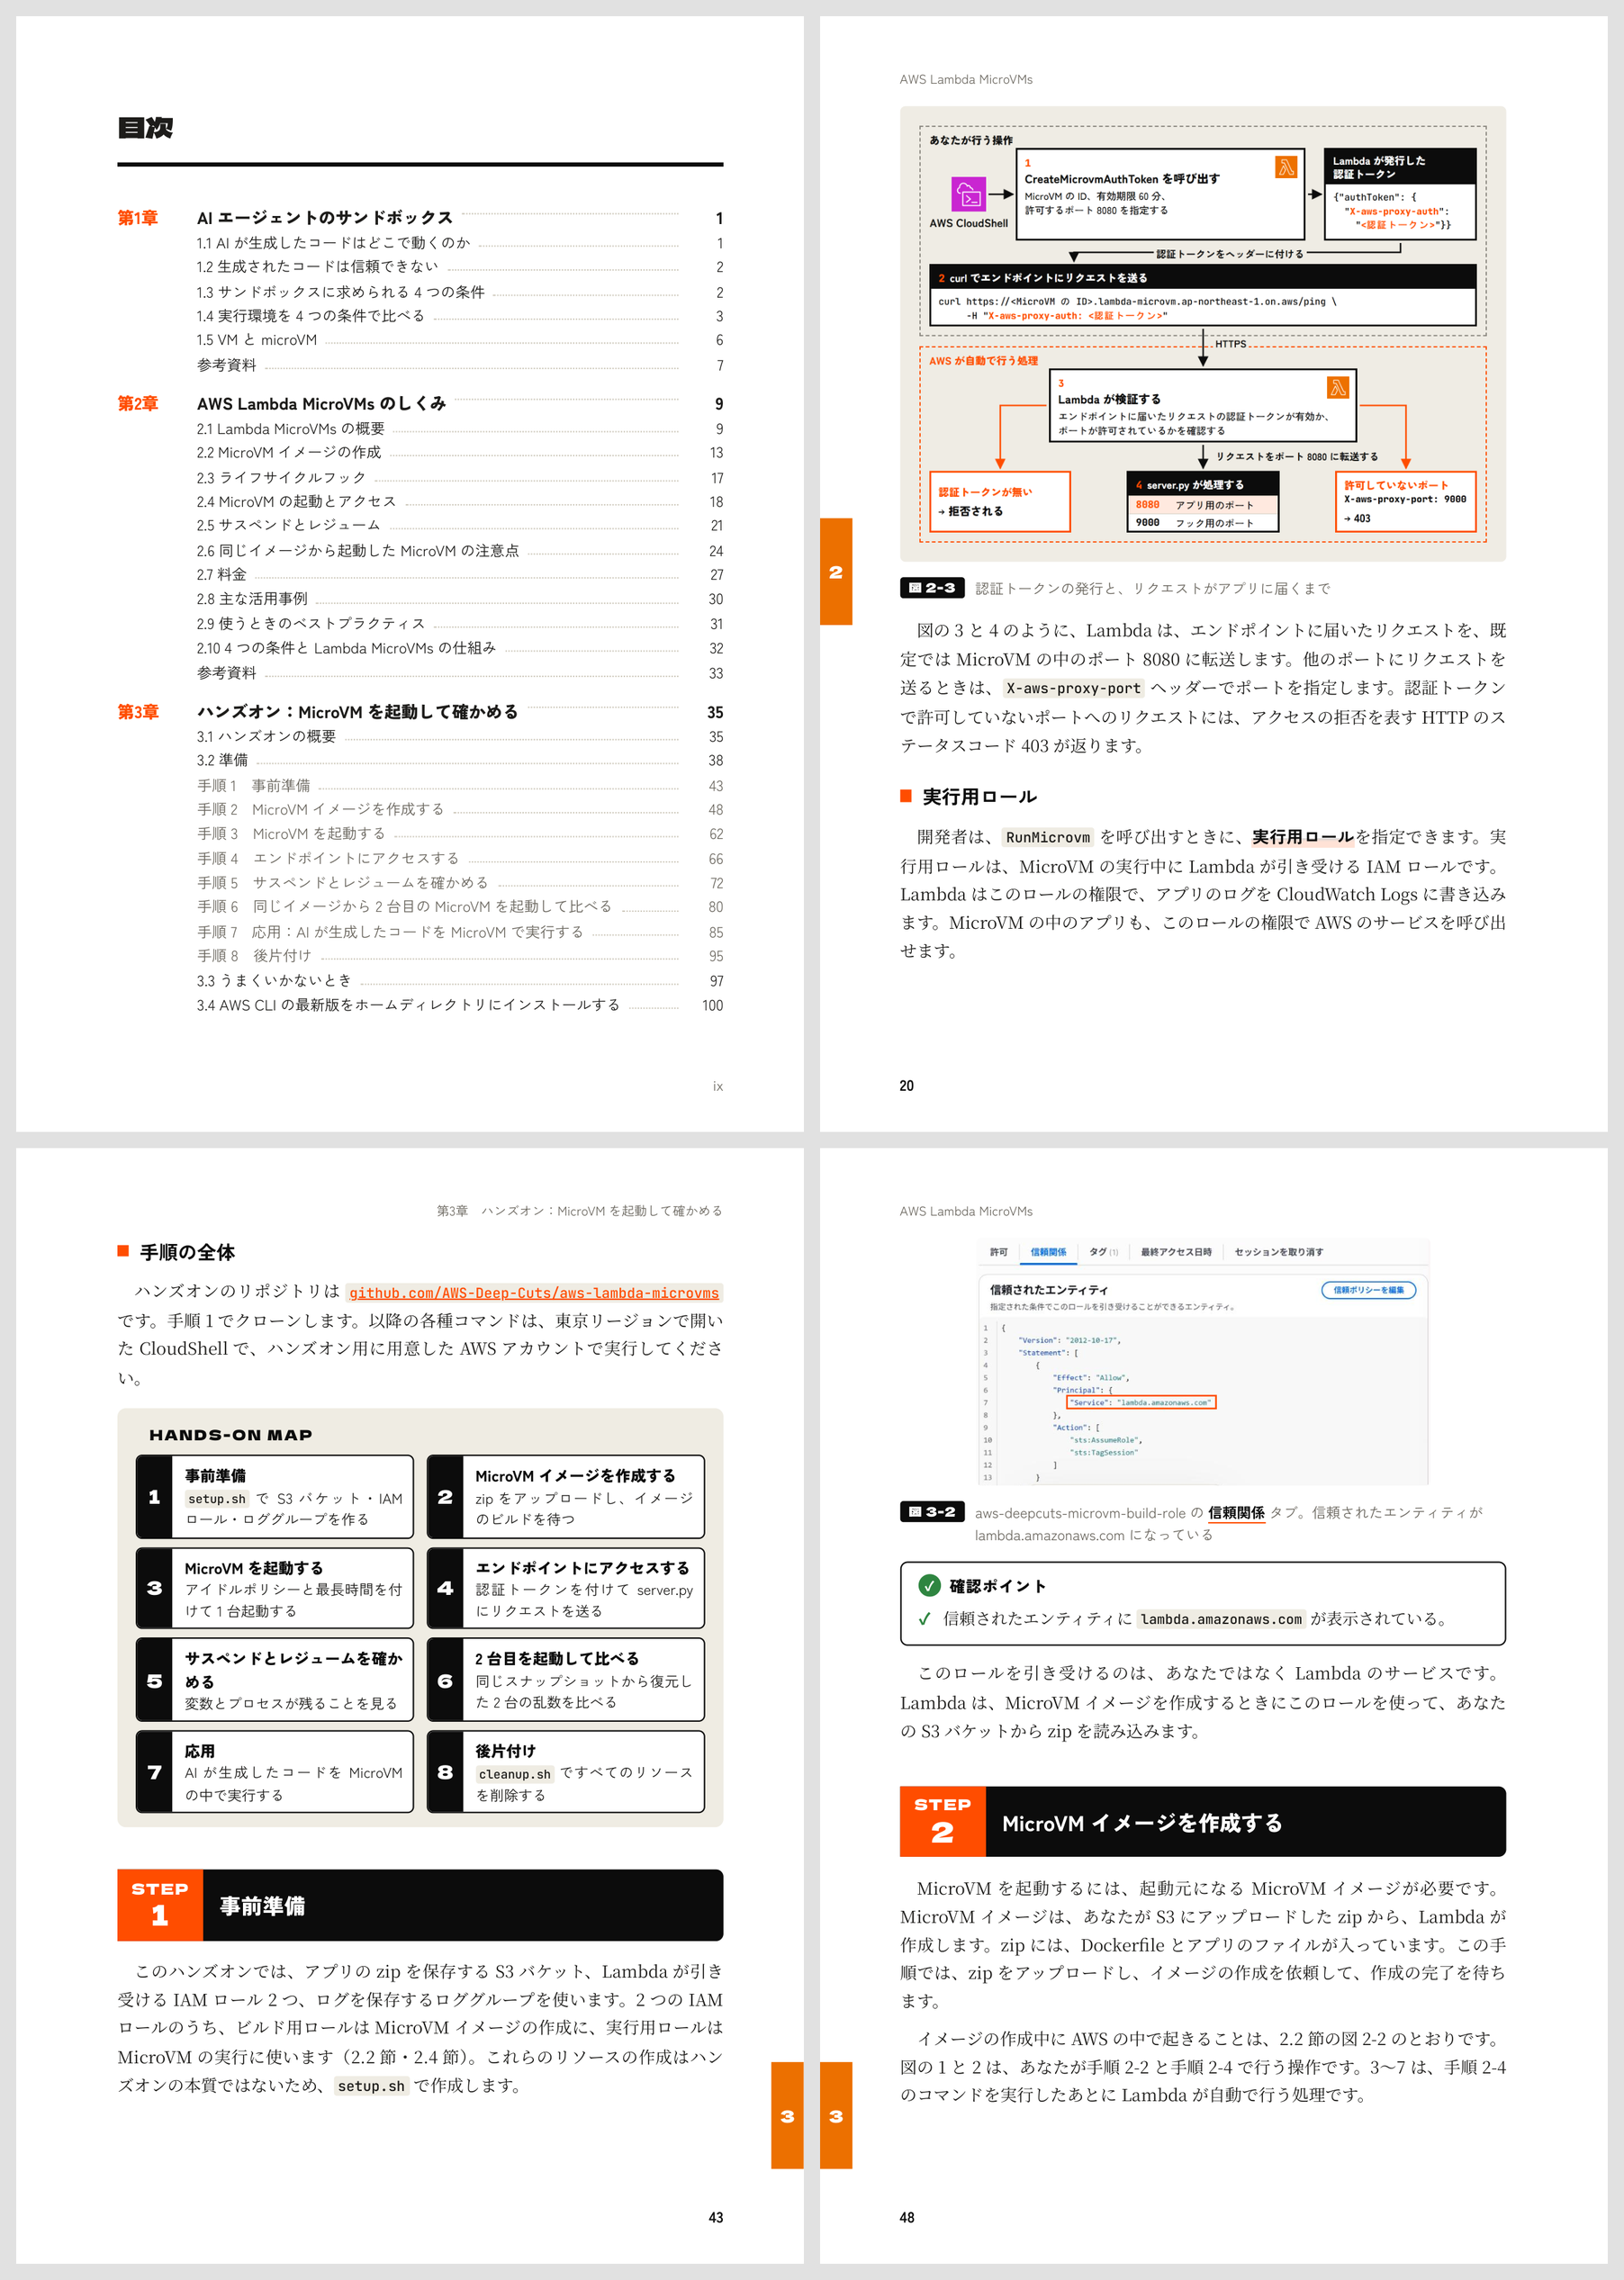 目次
第1章 AI エージェントのサンドボックス 1
1.1 AI が生成したコードはどこで動くのか 1
1.2 生成されたコードは信頼できない 2
1.3 サンドボックスに求められる 4 つの条件 2
1.4 実行環境を 4 つの条件で比べる 3
1.5 VM と microVM 6
参考資料 7
第2章 AWS Lambda MicroVMs のしくみ 9
2.1 Lambda MicroVMs の概要 9
2.2 MicroVM イメージの作成 13
2.3 ライフサイクルフック 17
2.4 MicroVM の起動とアクセス 18
2.5 サスペンドとレジューム 21
2.6 同じイメージから起動した MicroVM の注意点 24
2.7 料金 27
2.8 主な活用事例 30
2.9 使うときのベストプラクティス 31
2.10 4 つの条件と Lambda MicroVMs の仕組み 32
参考資料 33
第3章 ハンズオン：MicroVM を起動して確かめる 35
3.1 ハンズオンの概要 35
3.2 準備 38
手順 1 事前準備 43
手順 2 MicroVM イメージを作成する 48
手順 3 MicroVM を起動する 62
手順 4 エンドポイントにアクセスする 66
手順 5 サスペンドとレジュームを確かめる 72
手順 6 同じイメージから 2 台目の MicroVM を起動して比べる 80
手順 7 応用：AI が生成したコードを MicroVM で実行する 85
手順 8 後片付け 95
3.3 うまくいかないとき 97
3.4 AWS CLI の最新版をホームディレクトリにインストールする 100
ix
AWS Lambda MicroVMs
あなたが行う操作
AWS CloudShell
1
CreateMicrovmAuthToken を呼び出す
MicroVM の ID、有効期限 60 分、
許可するポート 8080 を指定する
Lambda が発行した
認証トークン
{"authToken": {
"X-aws-proxy-auth":
"<認証トークン>"}}
認証トークンをヘッダーに付ける
2 curl でエンドポイントにリクエストを送る
curl https://<MicroVM の ID>.lambda-microvm.ap-northeast-1.on.aws/ping \
-H "X-aws-proxy-auth: <認証トークン>"
HTTPS
AWS が自動で行う処理
3
Lambda が検証する
エンドポイントに届いたリクエストの認証トークンが有効か、
ポートが許可されているかを確認する
リクエストをポート 8080 に転送する
認証トークンが無い
→ 拒否される
4 server.py が処理する
8080 アプリ用のポート
9000 フック用のポート
許可していないポート
X-aws-proxy-port: 9000
→ 403
2
図 2-3 認証トークンの発行と、リクエストがアプリに届くまで
図の 3 と 4 のように、Lambda は、エンドポイントに届いたリクエストを、既
定では MicroVM の中のポート 8080 に転送します。他のポートにリクエストを
送るときは、X-aws-proxy-port ヘッダーでポートを指定します。認証トークン
で許可していないポートへのリクエストには、アクセスの拒否を表す HTTP のス
テータスコード 403 が返ります。
実行用ロール
開発者は、RunMicrovm を呼び出すときに、実行用ロールを指定できます。実
行用ロールは、MicroVM の実行中に Lambda が引き受ける IAM ロールです。
Lambda はこのロールの権限で、アプリのログを CloudWatch Logs に書き込み
ます。MicroVM の中のアプリも、このロールの権限で AWS のサービスを呼び出
せます。
20
第3章 ハンズオン：MicroVM を起動して確かめる
手順の全体
ハンズオンのリポジトリは github.com/AWS-Deep-Cuts/aws-lambda-microvms
です。手順 1 でクローンします。以降の各種コマンドは、東京リージョンで開い
た CloudShell で、ハンズオン用に用意した AWS アカウントで実行してくださ
い。
HANDS-ON MAP
1
事前準備
setup.sh で S3 バケット・IAM
ロール・ロググループを作る
2
MicroVM イメージを作成する
zip をアップロードし、イメージ
のビルドを待つ
3
MicroVM を起動する
アイドルポリシーと最長時間を付
けて 1 台起動する
4
エンドポイントにアクセスする
認証トークンを付けて server.py
にリクエストを送る
5
サスペンドとレジュームを確か
める
変数とプロセスが残ることを見る
6
2 台目を起動して比べる
同じスナップショットから復元し
た 2 台の乱数を比べる
7
応用
AI が生成したコードを MicroVM
の中で実行する
8
後片付け
cleanup.sh ですべてのリソース
を削除する
STEP
1
事前準備
このハンズオンでは、アプリの zip を保存する S3 バケット、Lambda が引き
受ける IAM ロール 2 つ、ログを保存するロググループを使います。2 つの IAM
ロールのうち、ビルド用ロールは MicroVM イメージの作成に、実行用ロールは
MicroVM の実行に使います（2.2 節・2.4 節）。これらのリソースの作成はハン
ズオンの本質ではないため、setup.sh で作成します。
3
43
AWS Lambda MicroVMs
許可 信頼関係 タグ (1) 最終アクセス日時 セッションを取り消す
信頼されたエンティティ 信頼ポリシーを編集
指定された条件でこのロールを引き受けることができるエンティティ。
1 {
2 "Version": "2012-10-17",
3 "Statement": [
4 {
5 "Effect": "Allow",
6 "Principal": {
7 "Service": "lambda.amazonaws.com"
8 },
9 "Action": [
10 "sts:AssumeRole",
11 "sts:TagSession"
12 ]
13 }
図 3-2 aws-deepcuts-microvm-build-role の 信頼関係 タブ。信頼されたエンティティが
lambda.amazonaws.com になっている
確認ポイント
✓ 信頼されたエンティティに lambda.amazonaws.com が表示されている。
このロールを引き受けるのは、あなたではなく Lambda のサービスです。
Lambda は、MicroVM イメージを作成するときにこのロールを使って、あなた
の S3 バケットから zip を読み込みます。
STEP
2
MicroVM イメージを作成する
MicroVM を起動するには、起動元になる MicroVM イメージが必要です。
MicroVM イメージは、あなたが S3 にアップロードした zip から、Lambda が
作成します。zip には、Dockerfile とアプリのファイルが入っています。この手
順では、zip をアップロードし、イメージの作成を依頼して、作成の完了を待ち
ます。
イメージの作成中に AWS の中で起きることは、2.2 節の図 2-2 のとおりです。
図の 1 と 2 は、あなたが手順 2-2 と手順 2-4 で行う操作です。3〜7 は、手順 2-4
のコマンドを実行したあとに Lambda が自動で行う処理です。
3
48